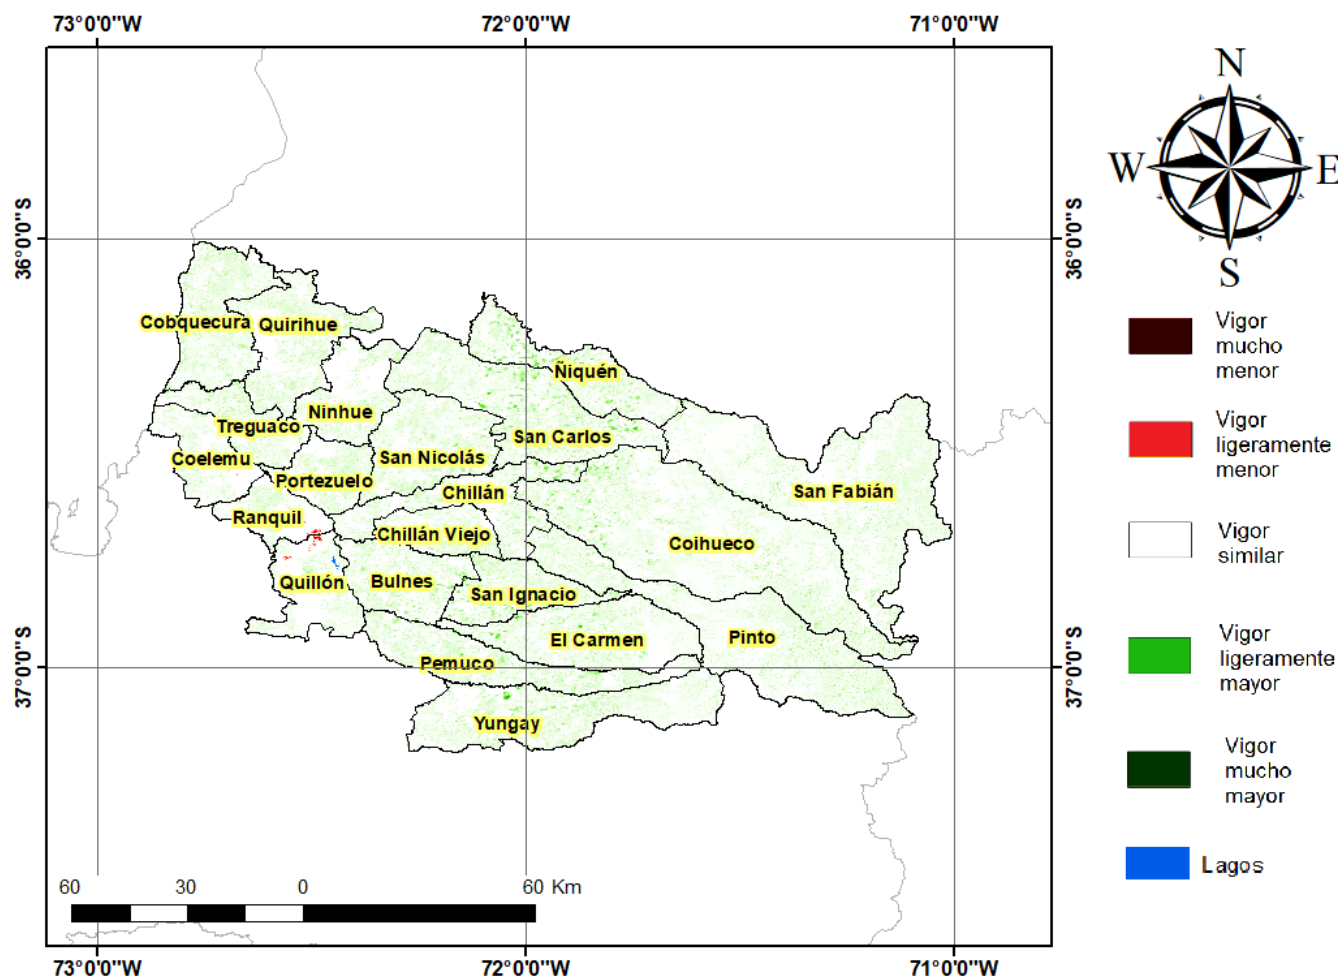 73°0'0"W
72°0'0"W
71°0'0"W
N
W
E
S
36°0'0"S
36°0'0"S
Cobquecura
Quirihue
Ñiquén
Ninhue
Treguaco
San Carlos
Coelemu
San Nicolás
Portezuelo
Chillán
San Fabián
Ranquil
Chillán Viejo
Coihueco
Quillón
Bulnes
San Ignacio
El Carmen
Pinto
Pemuco
37°0'0"S
37°0'0"S
Yungay
Vigor
mucho
menor
Vigor
ligeramente
menor
Vigor
similar
Vigor
ligeramente
mayor
Vigor
mucho
mayor
Lagos
60 30 0 60 Km
73°0'0"W
72°0'0"W
71°0'0"W